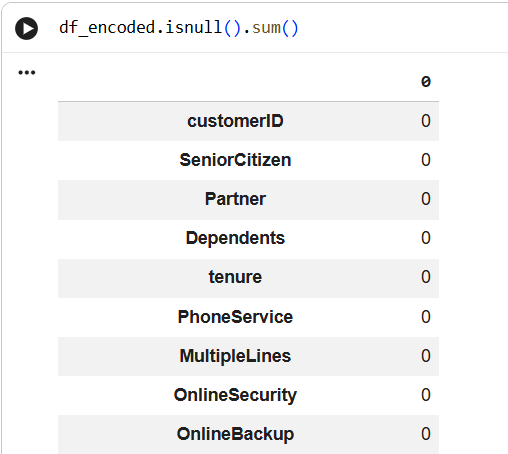 df_encoded.isnull().sum()
0
customerID 0
SeniorCitizen 0
Partner 0
Dependents 0
tenure 0
PhoneService 0
MultipleLines 0
OnlineSecurity 0
OnlineBackup 0